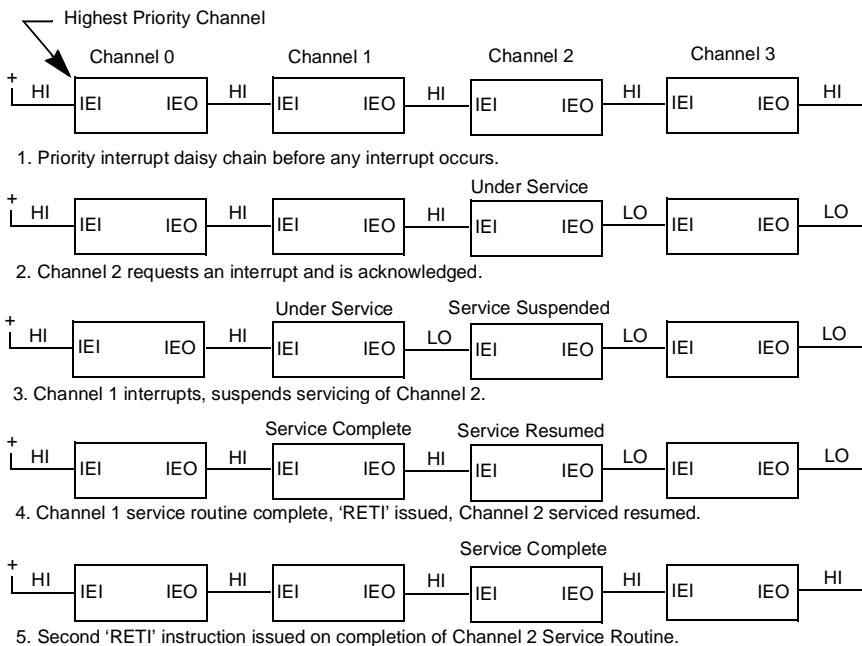 Highest Priority Channel
Channel 0 Channel 1 Channel 2 Channel 3
+ HI IEI IEO HI IEI IEO HI IEI IEO HI IEI IEO HI
1. Priority interrupt daisy chain before any interrupt occurs.
Under Service
+ HI IEI IEO HI IEI IEO HI IEI IEO LO IEI IEO LO
2. Channel 2 requests an interrupt and is acknowledged.
Under Service Service Suspended
+ HI IEI IEO HI IEI IEO LO IEI IEO LO IEI IEO LO
3. Channel 1 interrupts, suspends servicing of Channel 2.
Service Complete Service Resumed
+ HI IEI IEO HI IEI IEO HI IEI IEO LO IEI IEO LO
4. Channel 1 service routine complete, ‘RETI’ issued, Channel 2 serviced resumed.
Service Complete
+ HI IEI IEO HI IEI IEO HI IEI IEO HI IEI IEO HI
5. Second ‘RETI’ instruction issued on completion of Channel 2 Service Routine.